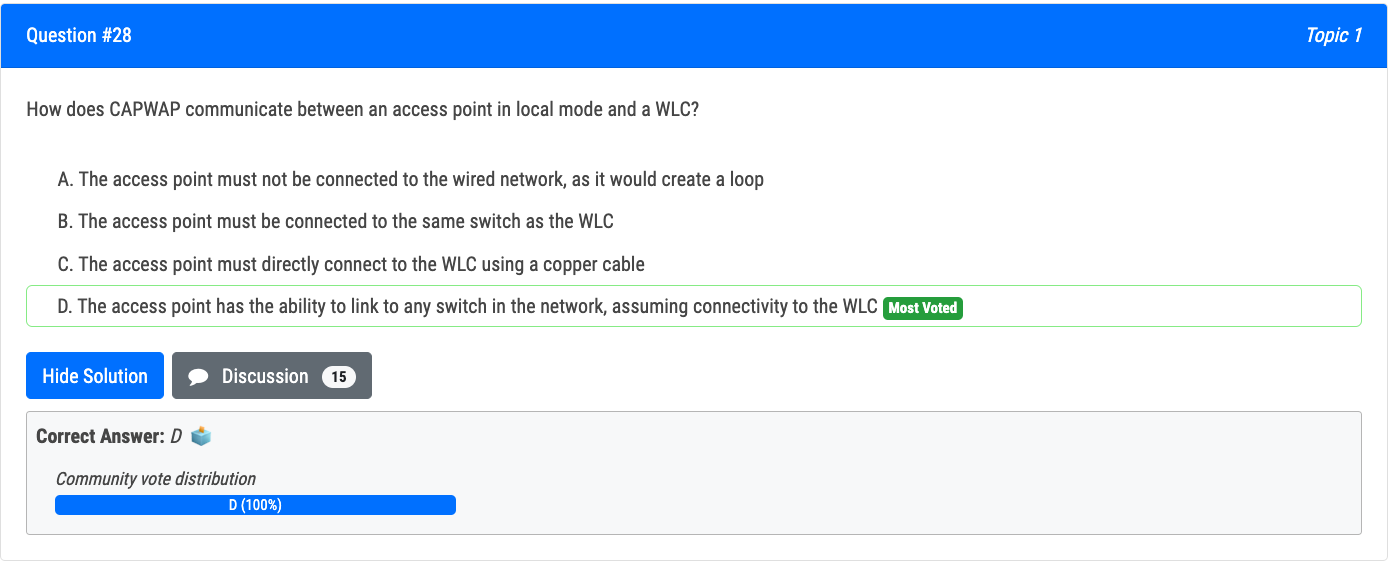 Question #28 Topic 1
How does CAPWAP communicate between an access point in local mode and a WLC?
A. The access point must not be connected to the wired network, as it would create a loop
B. The access point must be connected to the same switch as the WLC
C. The access point must directly connect to the WLC using a copper cable
D. The access point has the ability to link to any switch in the network, assuming connectivity to the WLC Most Voted
Hide Solution Discussion 15
Correct Answer: D
Community vote distribution
D (100%)